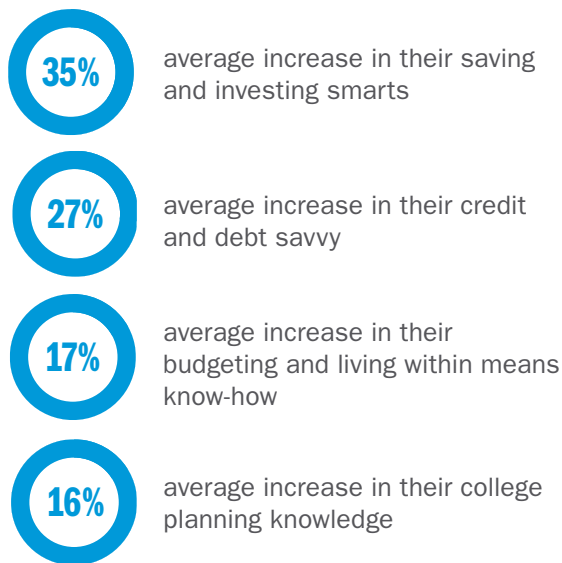 35%
average increase in their saving
and investing smarts
27%
average increase in their credit
and debt savvy
17%
average increase in their
budgeting and living within means
know-how
16%
average increase in their college
planning knowledge